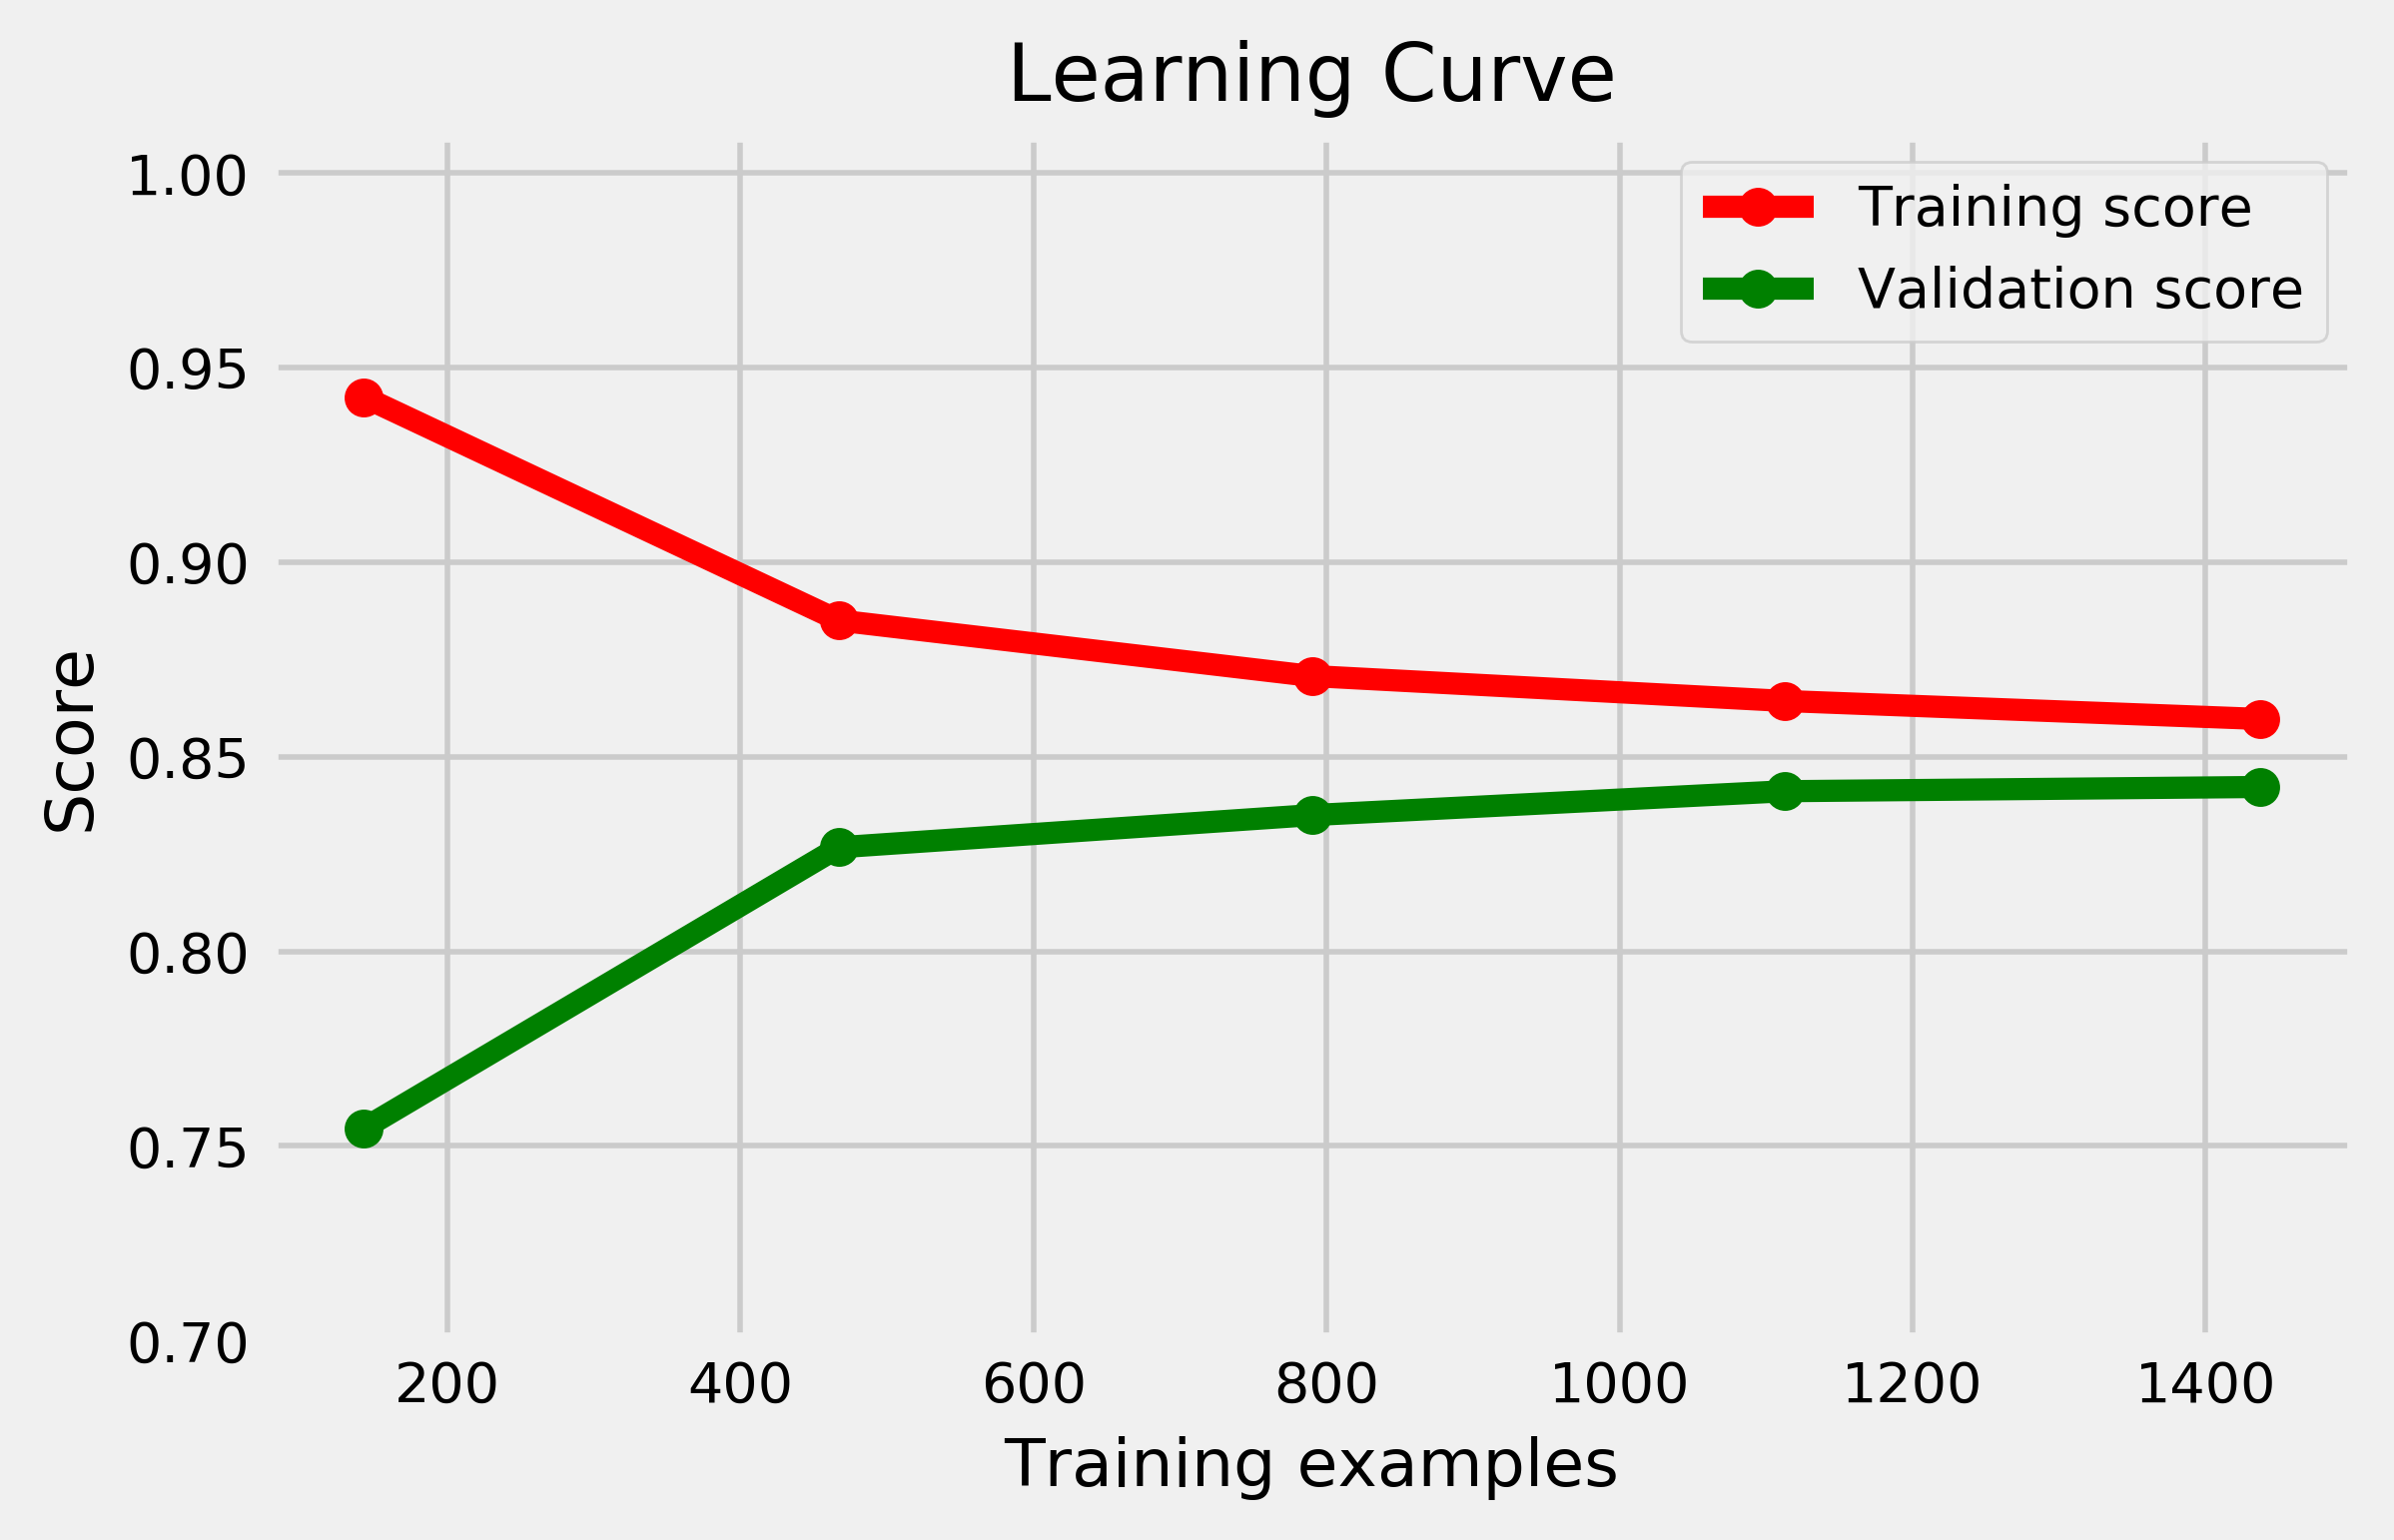 Learning Curve
1.00
0.95
0.90
0.85
0.80
0.75
0.70
Score
Training score
Validation score
200 400 600 800 1000 1200 1400
Training examples